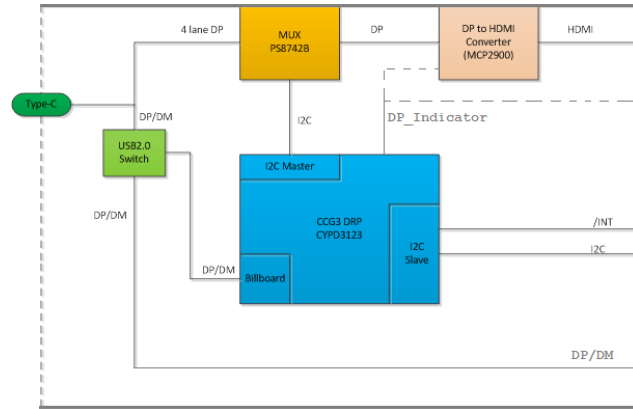 4 lane DP
MUX
PS8742B
DP
DP to HDMI
Converter
(MCP2900)
HDMI
Type-C
DP/DM
I2C
DP_Indicator
USB2.0
Switch
I2C Master
DP/DM
CCG3 DRP
CYPD3123
/INT
I2C
Slave
I2C
DP/DM
Billboard
DP/DM